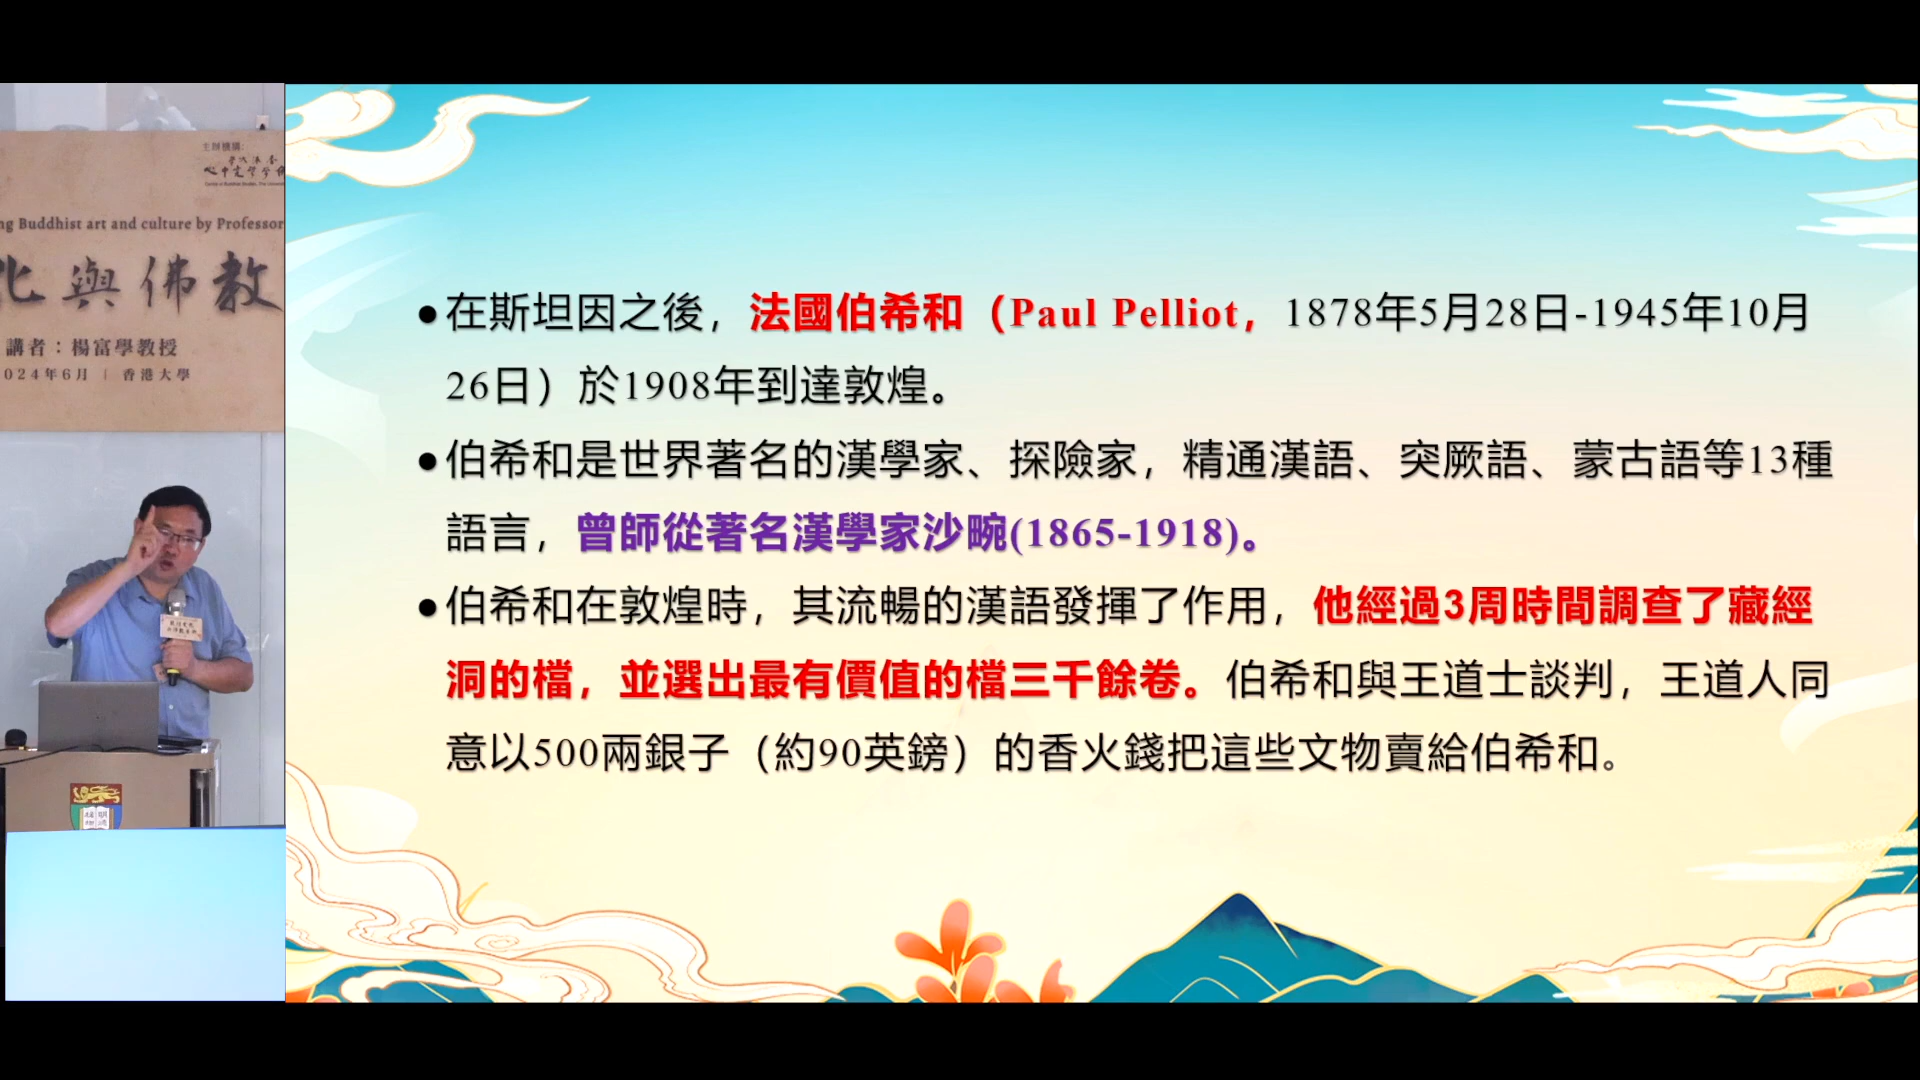 主辦機構:
ng Buddhist art and culture by Professor
化與佛教
講者：楊富學教授
2024年6月 | 香港大學
•在斯坦因之後，法國伯希和（Paul Pelliot，1878年5月28日-1945年10月
26日）於1908年到達敦煌。
•伯希和是世界著名的漢學家、探險家，精通漢語、突厥語、蒙古語等13種
語言，曾師從著名漢學家沙畹(1865-1918)。
•伯希和在敦煌時，其流暢的漢語發揮了作用，他經過3周時間調查了藏經
洞的檔，並選出最有價值的檔三千餘卷。伯希和與王道士談判，王道人同
意以500兩銀子（約90英鎊）的香火錢把這些文物賣給伯希和。